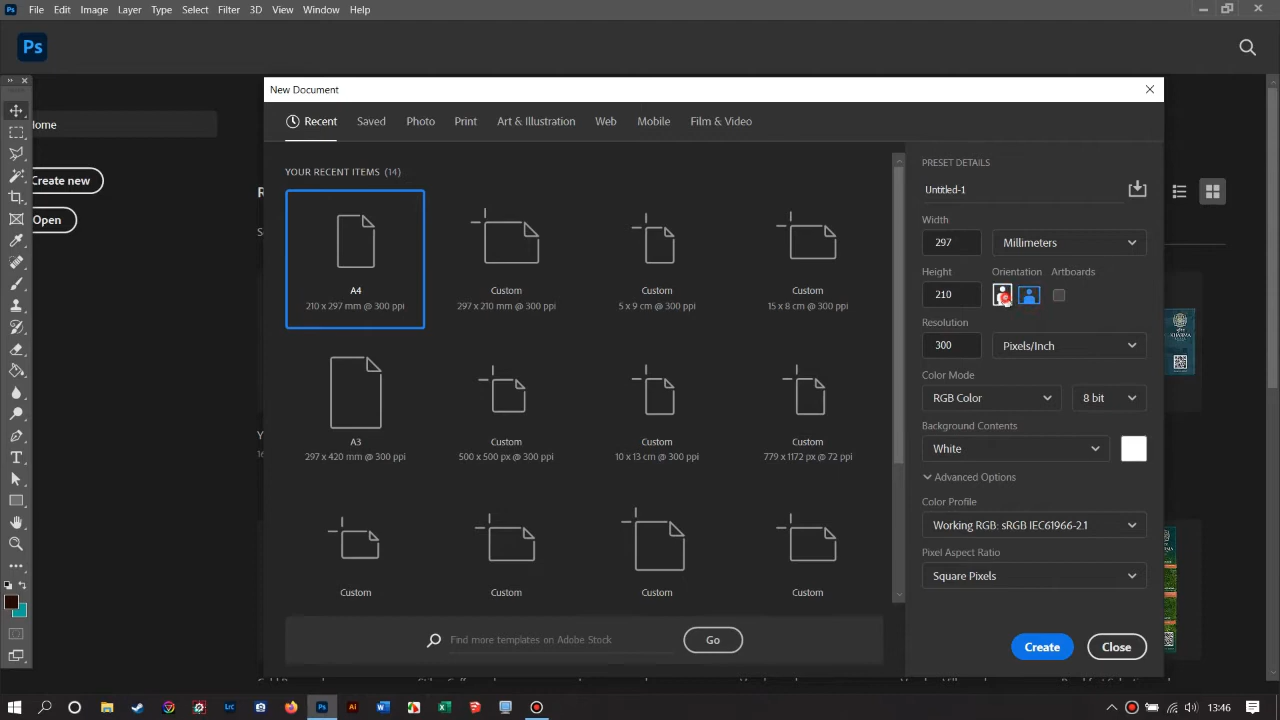 Ps File Edit Image Layer Type Select Filter 3D View Window Help
Ps
New Document
Home
Create new
Open
Recent Saved Photo Print Art & Illustration Web Mobile Film & Video
YOUR RECENT ITEMS (14)
A4
210 x 297 mm @ 300 ppi
Custom
297 x 210 mm @ 300 ppi
Custom
5 x 9 cm @ 300 ppi
Custom
15 x 8 cm @ 300 ppi
A3
297 x 420 mm @ 300 ppi
Custom
500 x 500 px @ 300 ppi
Custom
10 x 13 cm @ 300 ppi
Custom
779 x 1172 px @ 72 ppi
Custom
Custom
Custom
Custom
Find more templates on Adobe Stock
Go
PRESET DETAILS
Untitled-1
Width
297 Millimeters
Height Orientation Artboards
210
Resolution
300 Pixels/Inch
Color Mode
RGB Color 8 bit
Background Contents
White
Advanced Options
Color Profile
Working RGB: sRGB IEC61966-2.1
Pixel Aspect Ratio
Square Pixels
Create Close
Lrc Ps Ai
13:46